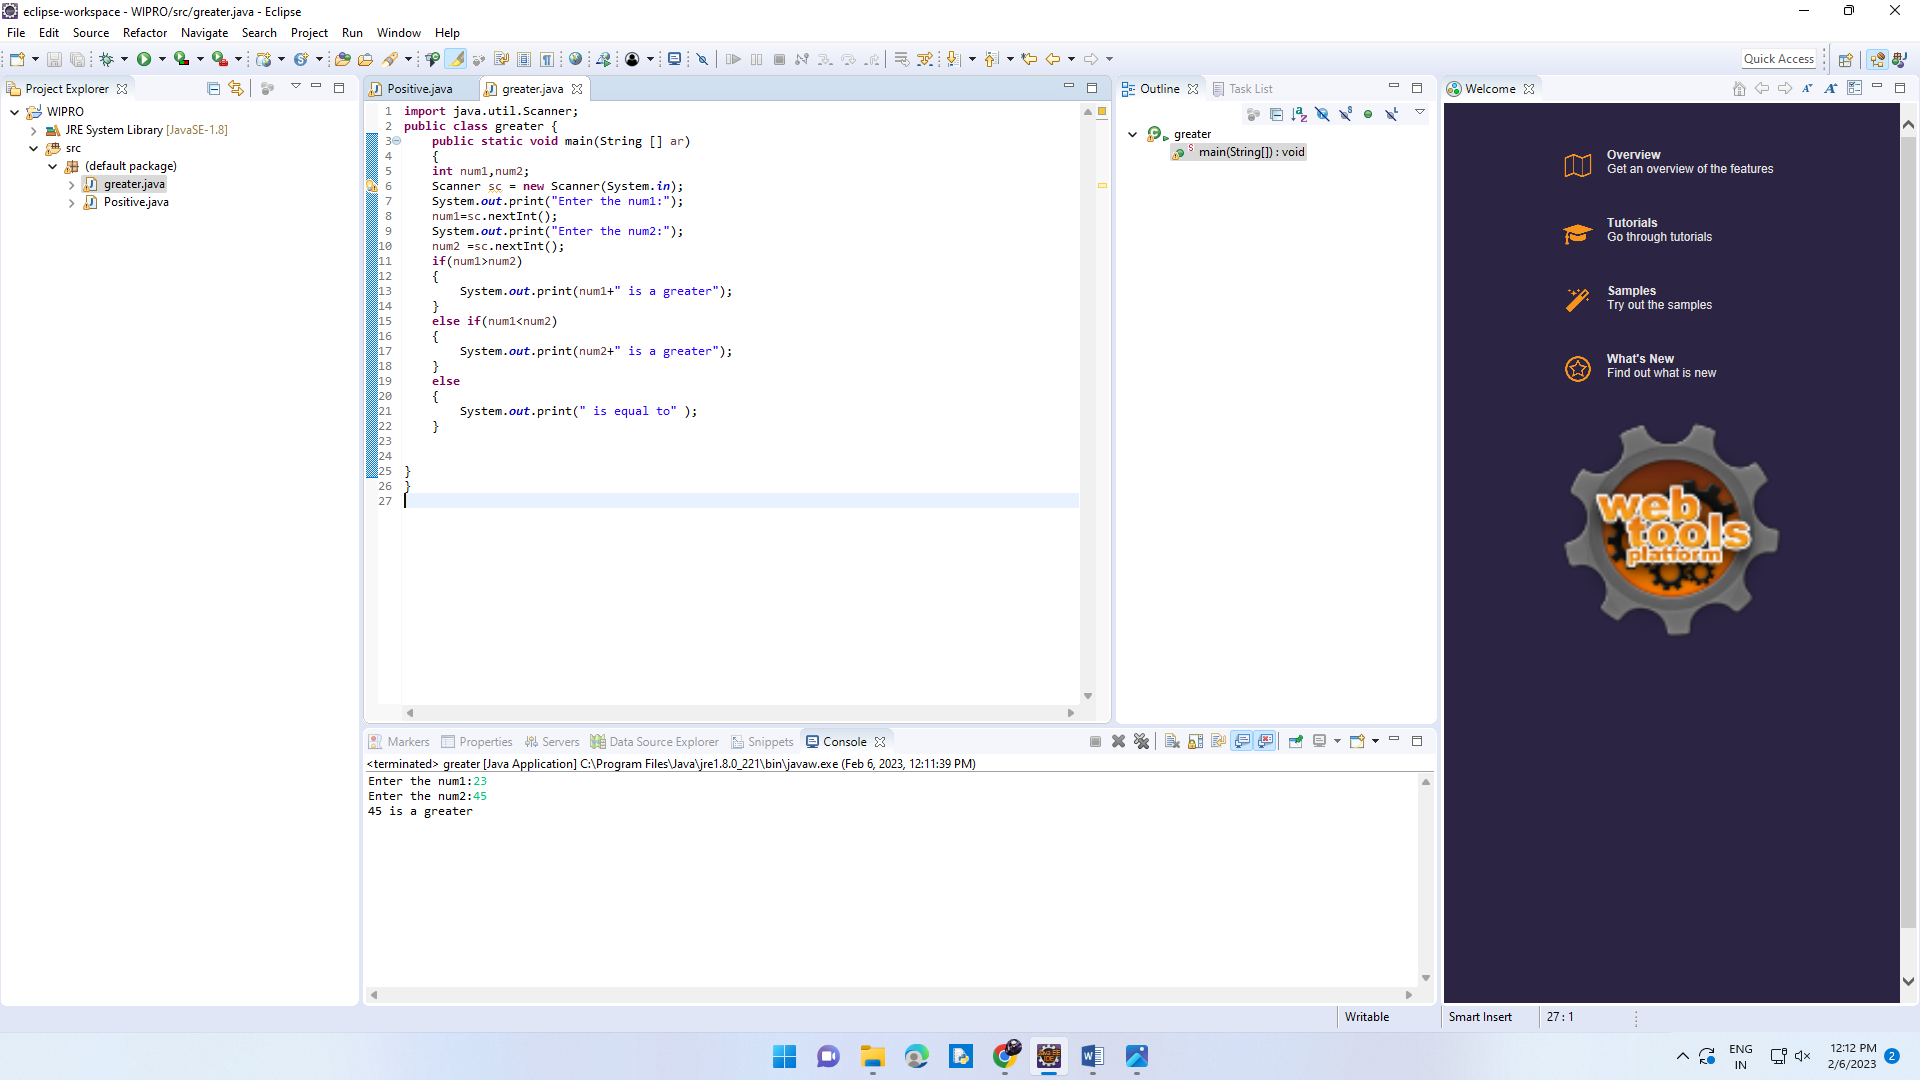 eclipse-workspace - WIPRO/src/greater.java - Eclipse
File Edit Source Refactor Navigate Search Project Run Window Help
Quick Access
Project Explorer
WIPRO
JRE System Library [JavaSE-1.8]
src
(default package)
greater.java
Positive.java
Positive.java greater.java
1 import java.util.Scanner;
2 public class greater {
3 public static void main(String [] ar)
4 {
5 int num1,num2;
6 Scanner sc = new Scanner(System.in);
7 System.out.print("Enter the num1:");
8 num1=sc.nextInt();
9 System.out.print("Enter the num2:");
10 num2 =sc.nextInt();
11 if(num1>num2)
12 {
13 System.out.print(num1+" is a greater");
14 }
15 else if(num1<num2)
16 {
17 System.out.print(num2+" is a greater");
18 }
19 else
20 {
21 System.out.print(" is equal to" );
22 }
23
24
25 }
26 }
27
Outline Task List
greater
main(String[]) : void
Welcome
Overview
Get an overview of the features
Tutorials
Go through tutorials
Samples
Try out the samples
What's New
Find out what is new
web
tools
platform
Markers Properties Servers Data Source Explorer Snippets Console
<terminated> greater [Java Application] C:\Program Files\Java\jre1.8.0_221\bin\javaw.exe (Feb 6, 2023, 12:11:39 PM)
Enter the num1:23
Enter the num2:45
45 is a greater
Writable Smart Insert 27 : 1
ENG
IN
12:12 PM
2/6/2023
2